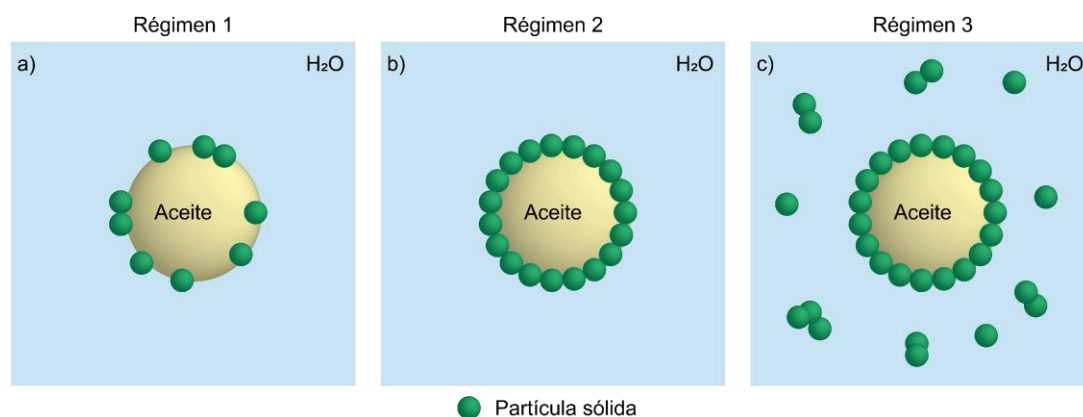 Régimen 1
Régimen 2
Régimen 3
a)
H₂O
Aceite
b)
H₂O
Aceite
c)
H₂O
Aceite
Partícula sólida